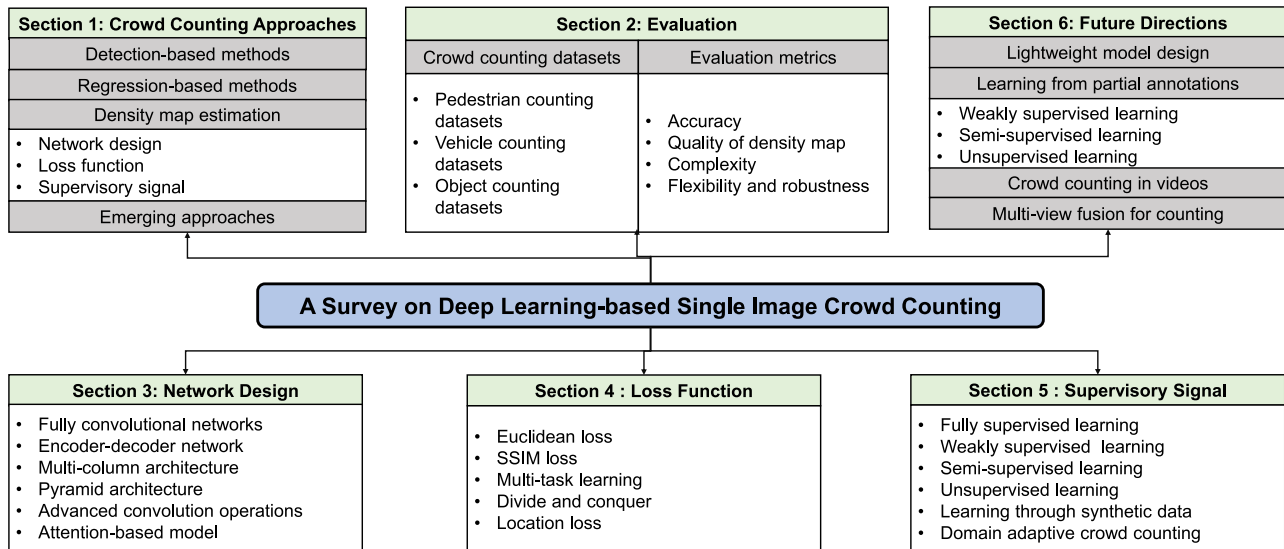 Section 1: Crowd Counting Approaches
Detection-based methods
Regression-based methods
Density map estimation
• Network design
• Loss function
• Supervisory signal
Emerging approaches
Section 2: Evaluation
Crowd counting datasets
• Pedestrian counting
datasets
• Vehicle counting
datasets
• Object counting
datasets
Evaluation metrics
• Accuracy
• Quality of density map
• Complexity
• Flexibility and robustness
Section 6: Future Directions
Lightweight model design
Learning from partial annotations
• Weakly supervised learning
• Semi-supervised learning
• Unsupervised learning
Crowd counting in videos
Multi-view fusion for counting
A Survey on Deep Learning-based Single Image Crowd Counting
Section 3: Network Design
• Fully convolutional networks
• Encoder-decoder network
• Multi-column architecture
• Pyramid architecture
• Advanced convolution operations
• Attention-based model
Section 4 : Loss Function
• Euclidean loss
• SSIM loss
• Multi-task learning
• Divide and conquer
• Location loss
Section 5 : Supervisory Signal
• Fully supervised learning
• Weakly supervised learning
• Semi-supervised learning
• Unsupervised learning
• Learning through synthetic data
• Domain adaptive crowd counting